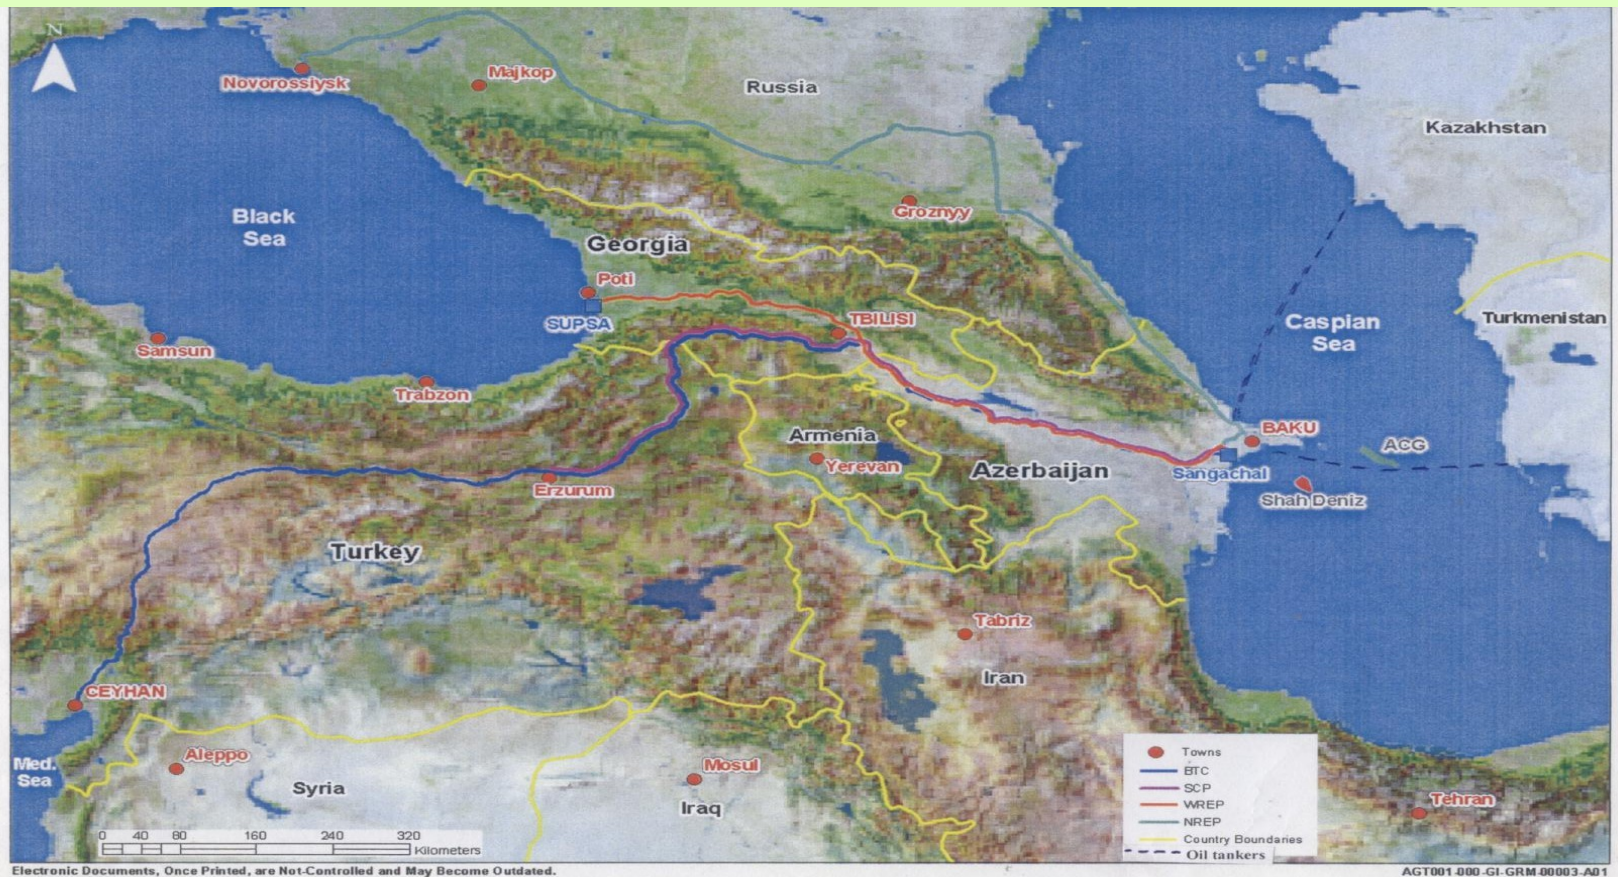 N
Novorossiysk
Majkop
Russia
Kazakhstan
Black
Sea
Groznyy
Georgia
Poti
SUPSA
TBILISI
Caspian
Sea
Turkmenistan
Samsun
Trabzon
Armenia
Yerevan
Azerbaijan
BAKU
Sangachal
ACG
Shah Deniz
Erzurum
Turkey
Tabriz
Iran
CEYHAN
Med.
Sea
Aleppo
Syria
Mosul
Iraq
Tehran
Towns
BTC
SCP
WREP
NREP
Country Boundaries
Oil tankers
0 40 80 160 240 320
Kilometers
Electronic Documents, Once Printed, are Not-Controlled and May Become Outdated.
AGT001-000-GI-GRM-00003-A01